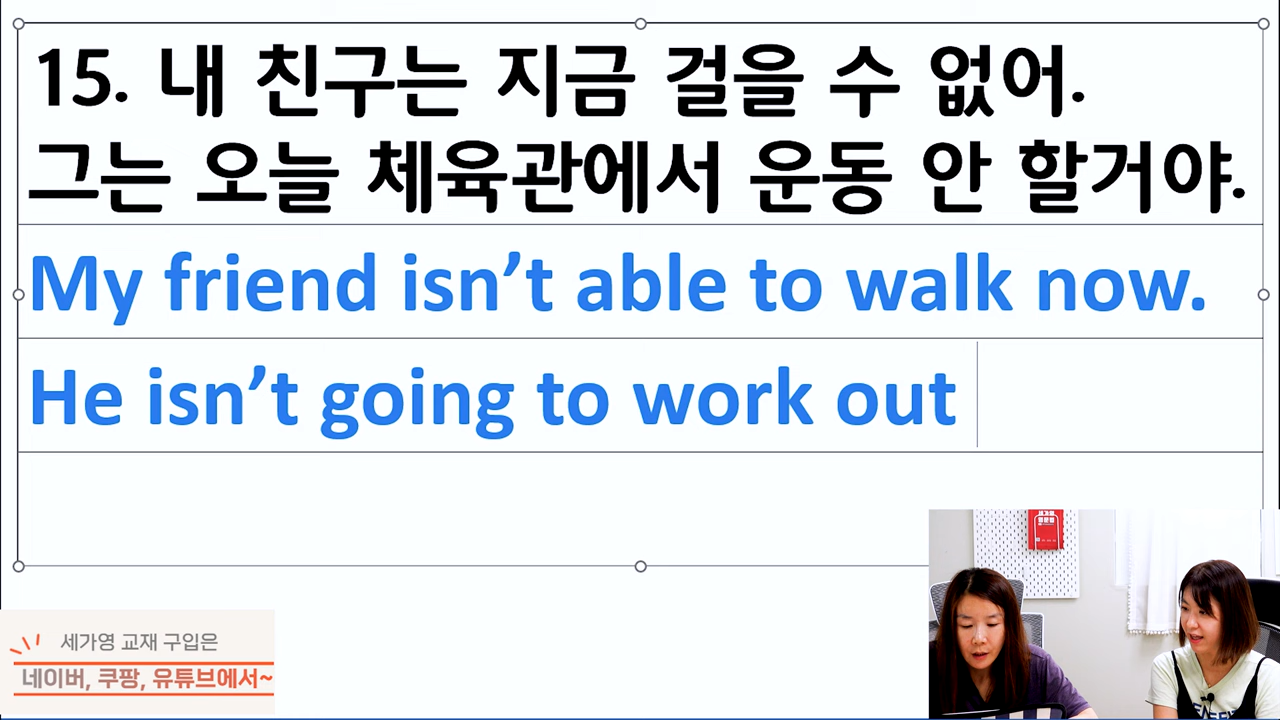 15. 내 친구는 지금 걸을 수 없어.
그는 오늘 체육관에서 운동 안 할거야.
My friend isn’t able to walk now.
He isn’t going to work out
세가영 교재 구입은
네이버, 쿠팡, 유튜브에서~